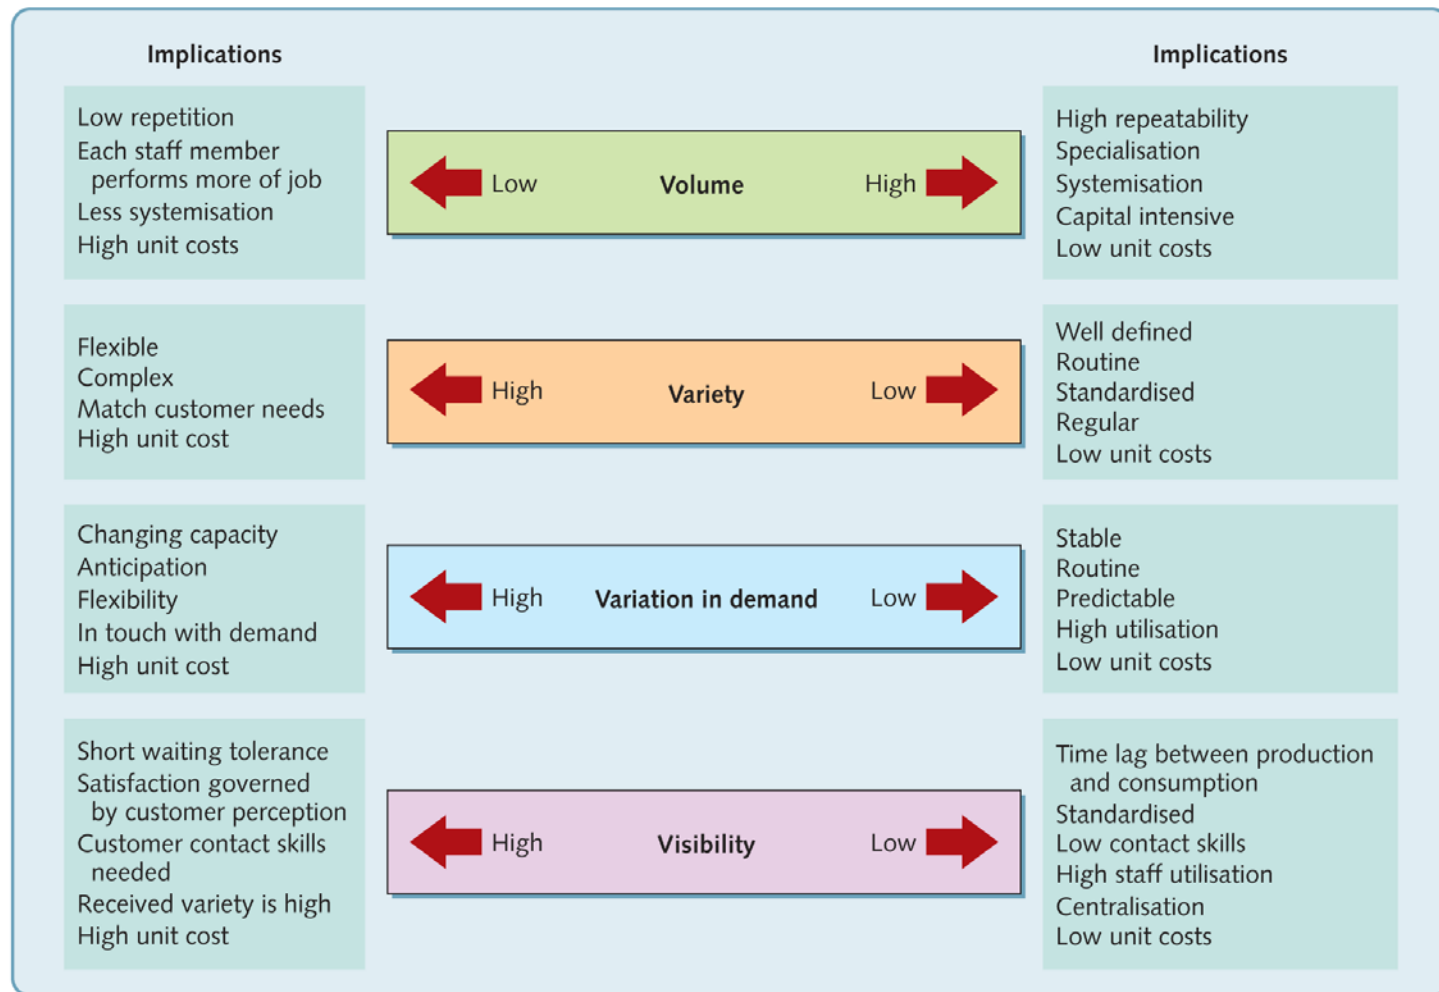 Implications
Implications
Low repetition
Each staff member
performs more of job
Less systemisation
High unit costs
Low
Volume
High
High repeatability
Specialisation
Systemisation
Capital intensive
Low unit costs
Flexible
Complex
Match customer needs
High unit cost
High
Variety
Low
Well defined
Routine
Standardised
Regular
Low unit costs
Changing capacity
Anticipation
Flexibility
In touch with demand
High unit cost
High
Variation in demand
Low
Stable
Routine
Predictable
High utilisation
Low unit costs
Short waiting tolerance
Satisfaction governed
by customer perception
Customer contact skills
needed
Received variety is high
High unit cost
High
Visibility
Low
Time lag between production
and consumption
Standardised
Low contact skills
High staff utilisation
Centralisation
Low unit costs